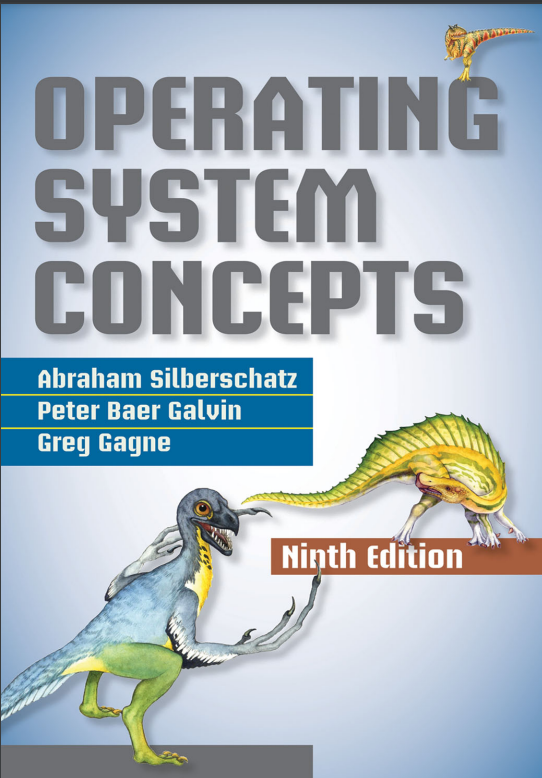 OPERATING
SYSTEM
CONCEPTS
Abraham Silberschatz
Peter Baer Galvin
Greg Gagne
Ninth Edition